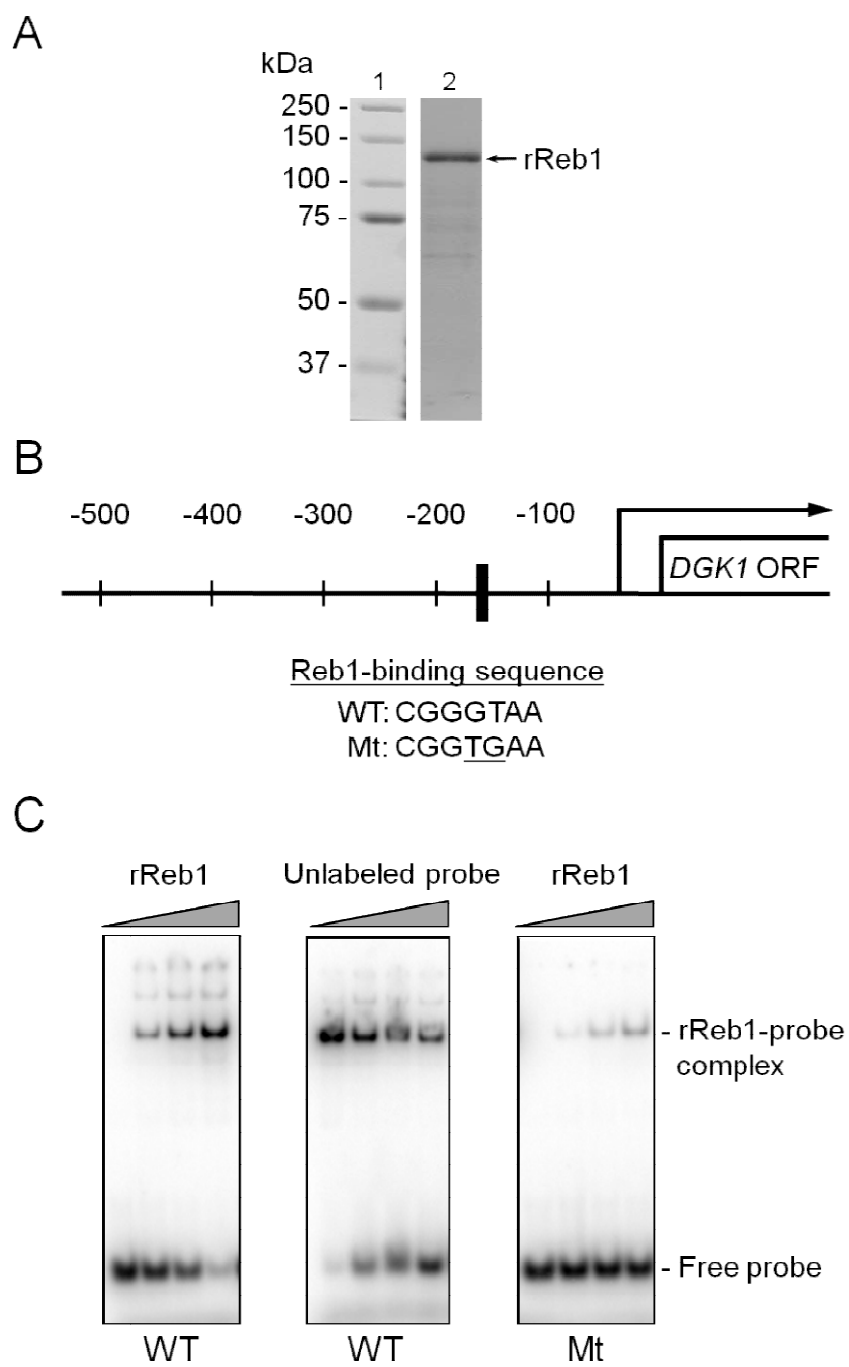 A
kDa
1 2
250 -
150 -
100 -
75 -
50 -
37 -
rReb1
B
-500 -400 -300 -200 -100
DGK1 ORF
Reb1-binding sequence
WT: CGGGTAA
Mt: CGGTGAA
C
rReb1 Unlabeled probe rReb1
- rReb1-probe
complex
- Free probe
WT WT Mt